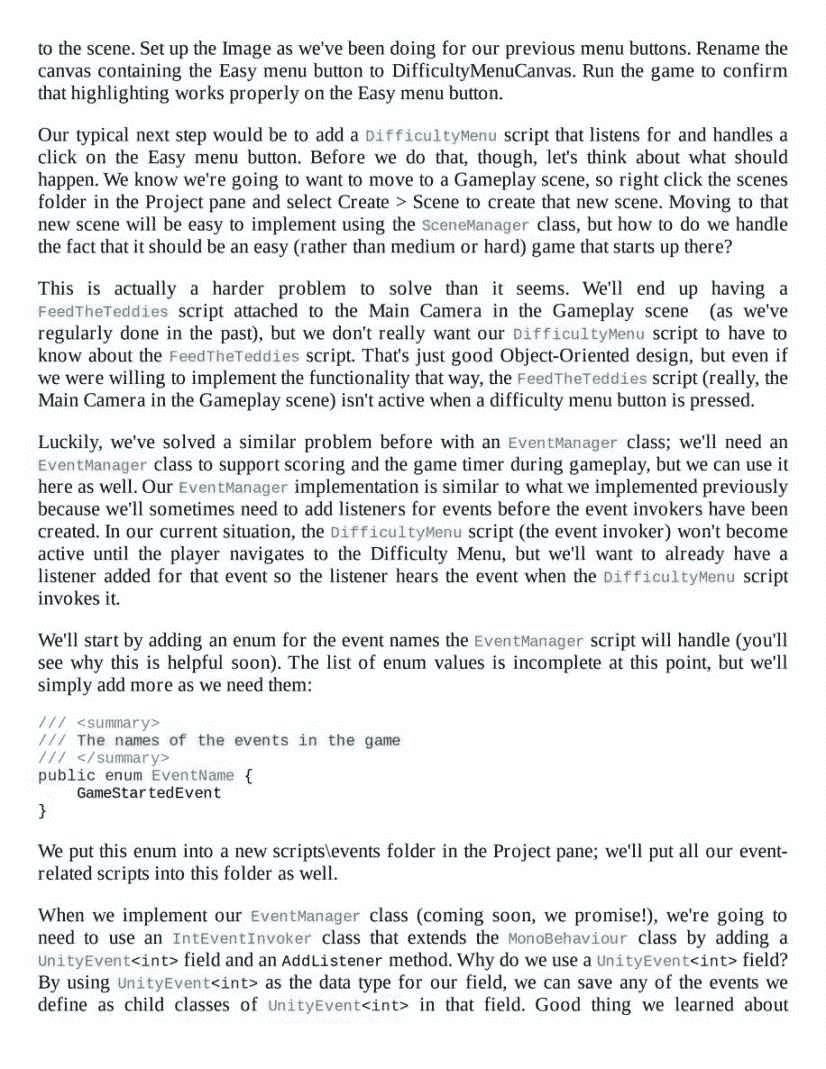 to the scene. Set up the Image as we've been doing for our previous menu buttons. Rename the
canvas containing the Easy menu button to DifficultyMenuCanvas. Run the game to confirm
that highlighting works properly on the Easy menu button.
Our typical next step would be to add a DifficultyMenu script that listens for and handles a
click on the Easy menu button. Before we do that, though, let's think about what should
happen. We know we're going to want to move to a Gameplay scene, so right click the scenes
folder in the Project pane and select Create > Scene to create that new scene. Moving to that
new scene will be easy to implement using the SceneManager class, but how to do we handle
the fact that it should be an easy (rather than medium or hard) game that starts up there?
This is actually a harder problem to solve than it seems. We'll end up having a
FeedTheTeddies script attached to the Main Camera in the Gameplay scene (as we've
regularly done in the past), but we don't really want our DifficultyMenu script to have to
know about the FeedTheTeddies script. That's just good Object-Oriented design, but even if
we were willing to implement the functionality that way, the FeedTheTeddies script (really, the
Main Camera in the Gameplay scene) isn't active when a difficulty menu button is pressed.
Luckily, we've solved a similar problem before with an EventManager class; we'll need an
EventManager class to support scoring and the game timer during gameplay, but we can use it
here as well. Our EventManager implementation is similar to what we implemented previously
because we'll sometimes need to add listeners for events before the event invokers have been
created. In our current situation, the DifficultyMenu script (the event invoker) won't become
active until the player navigates to the Difficulty Menu, but we'll want to already have a
listener added for that event so the listener hears the event when the DifficultyMenu script
invokes it.
We'll start by adding an enum for the event names the EventManager script will handle (you'll
see why this is helpful soon). The list of enum values is incomplete at this point, but we'll
simply add more as we need them:
/// <summary>
/// The names of the events in the game
/// </summary>
public enum EventName {
    GameStartedEvent
}
We put this enum into a new scripts\events folder in the Project pane; we'll put all our event-
related scripts into this folder as well.
When we implement our EventManager class (coming soon, we promise!), we're going to
need to use an IntEventInvoker class that extends the MonoBehaviour class by adding a
UnityEvent<int> field and an AddListener method. Why do we use a UnityEvent<int> field?
By using UnityEvent<int> as the data type for our field, we can save any of the events we
define as child classes of UnityEvent<int> in that field. Good thing we learned about